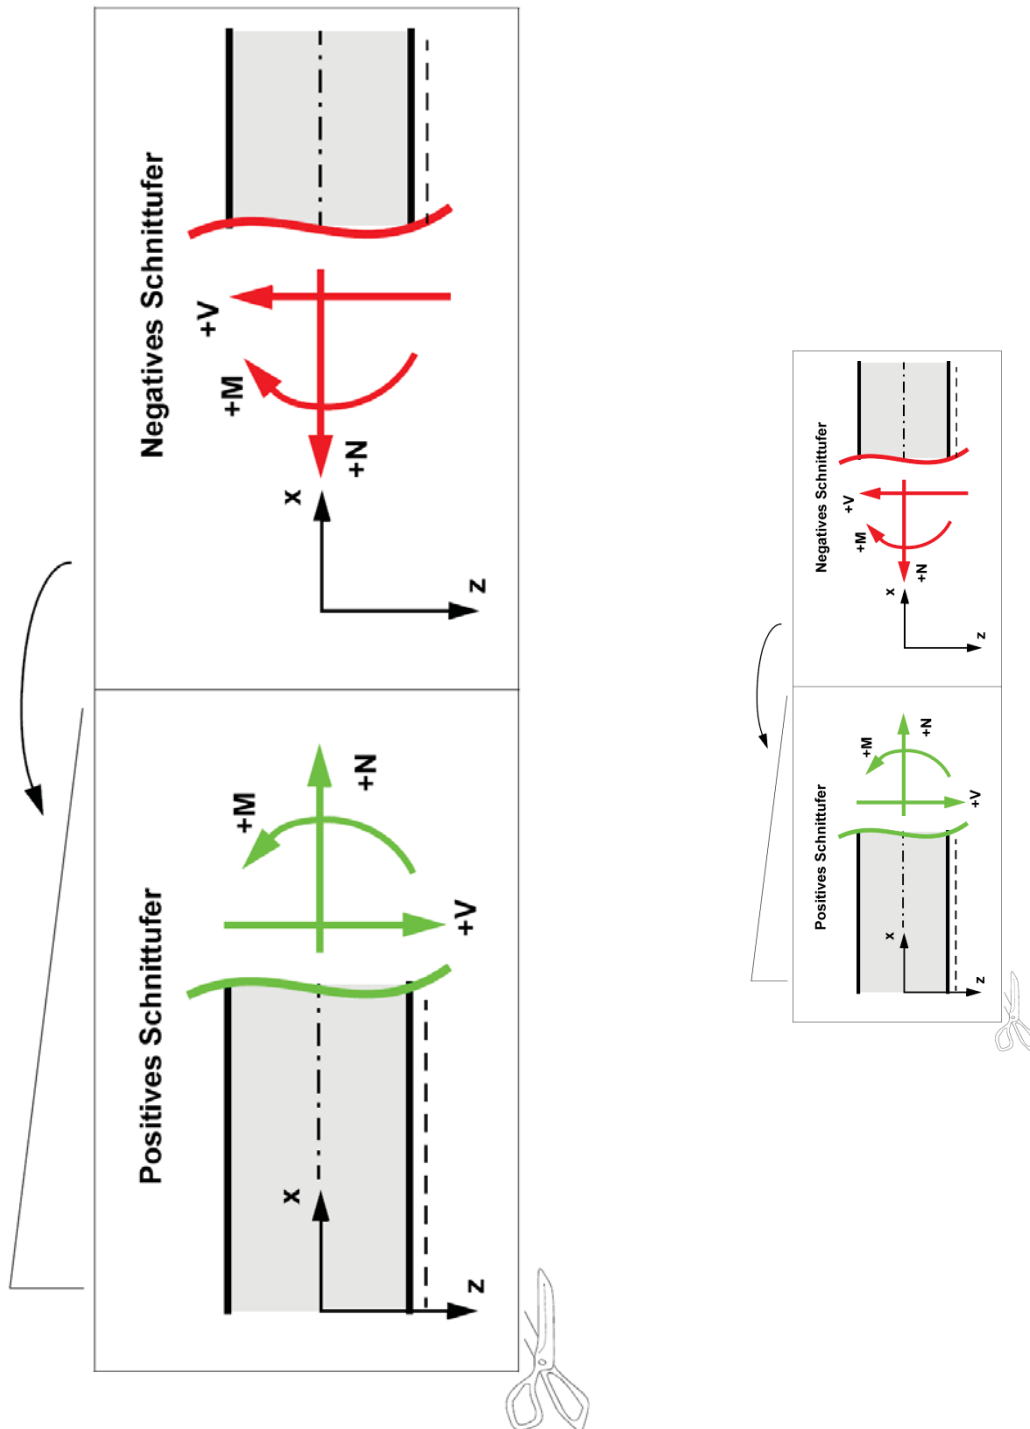 Negatives Schnittufer
+V
+M
+N
x
z
Positives Schnittufer
+M
+N
+V
x
z
Negatives Schnittufer
+V
+M
+N
x
z
Positives Schnittufer
+M
+N
+V
x
z